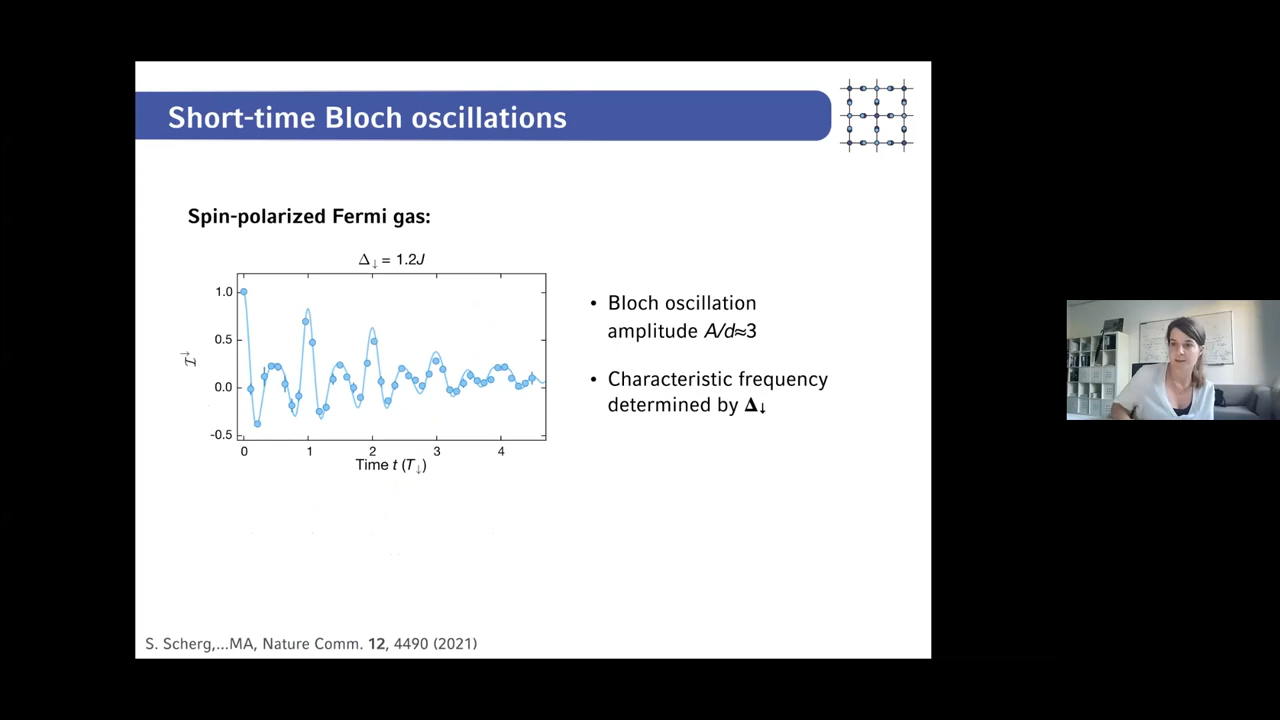 Short-time Bloch oscillations
Spin-polarized Fermi gas:
Δ↓ = 1.2J
1.0
0.5
0.0
-0.5
ℐ↓
0 1 2 3 4
Time t (T↓)
• Bloch oscillation
amplitude A/d≈3
• Characteristic frequency
determined by Δ↓
S. Scherg,...MA, Nature Comm. 12, 4490 (2021)